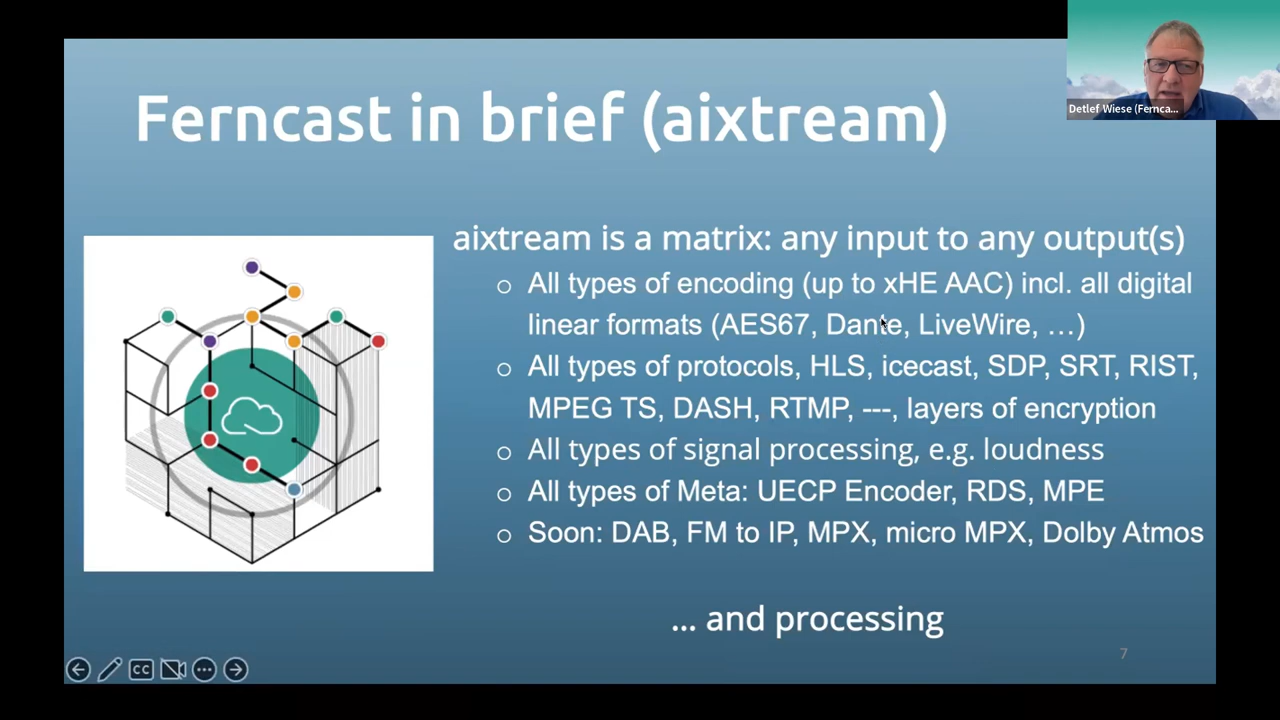 Ferncast in brief (aixtream)
Detlef Wiese (Fernca...
aixtream is a matrix: any input to any output(s)
○ All types of encoding (up to xHE AAC) incl. all digital
linear formats (AES67, Dante, LiveWire, …)
○ All types of protocols, HLS, icecast, SDP, SRT, RIST,
MPEG TS, DASH, RTMP, ---, layers of encryption
○ All types of signal processing, e.g. loudness
○ All types of Meta: UECP Encoder, RDS, MPE
○ Soon: DAB, FM to IP, MPX, micro MPX, Dolby Atmos
... and processing
7
CC